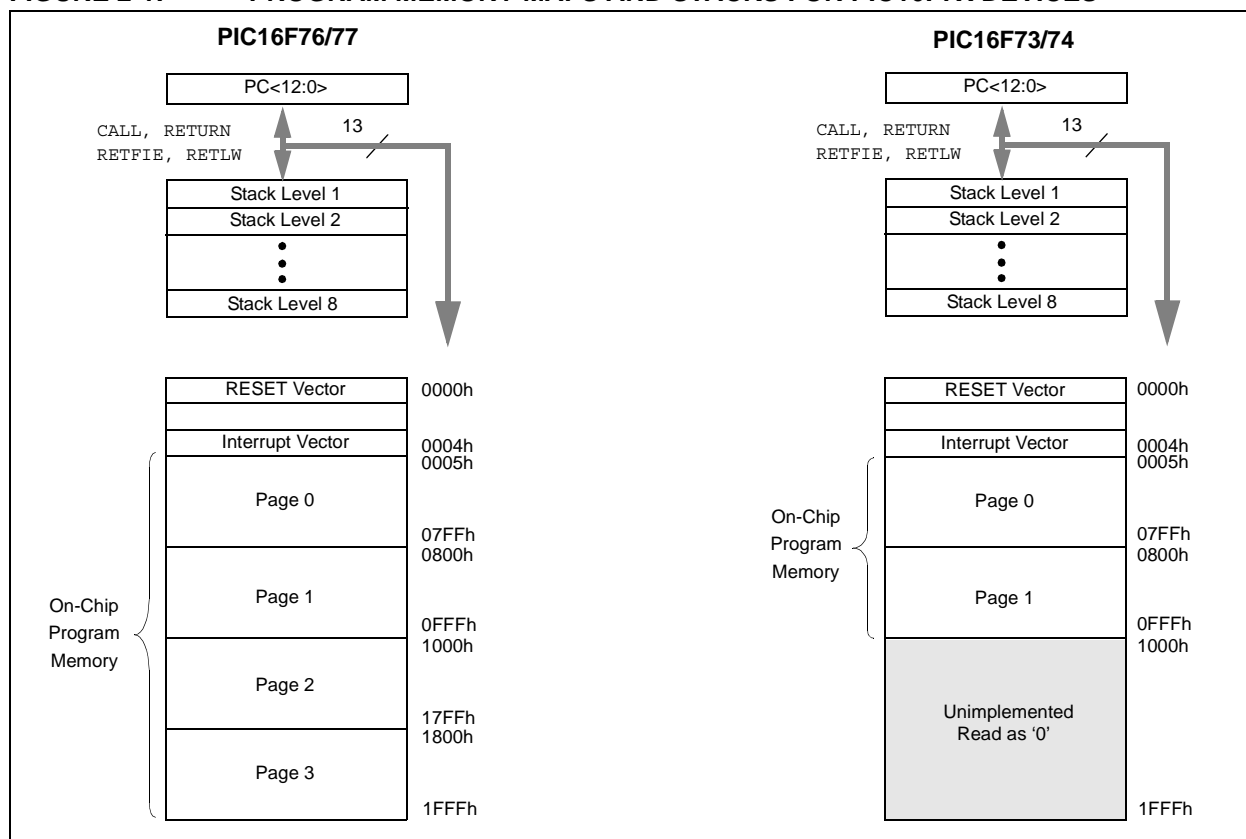 PIC16F76/77
PC<12:0>
CALL, RETURN
RETFIE, RETLW
13
Stack Level 1
Stack Level 2
Stack Level 8
RESET Vector
0000h
Interrupt Vector
0004h
0005h
Page 0
07FFh
0800h
Page 1
0FFFh
1000h
Page 2
17FFh
1800h
Page 3
1FFFh
On-Chip
Program
Memory
PIC16F73/74
PC<12:0>
CALL, RETURN
RETFIE, RETLW
13
Stack Level 1
Stack Level 2
Stack Level 8
RESET Vector
0000h
Interrupt Vector
0004h
0005h
Page 0
07FFh
0800h
Page 1
0FFFh
1000h
On-Chip
Program
Memory
Unimplemented
Read as ‘0’
1FFFh